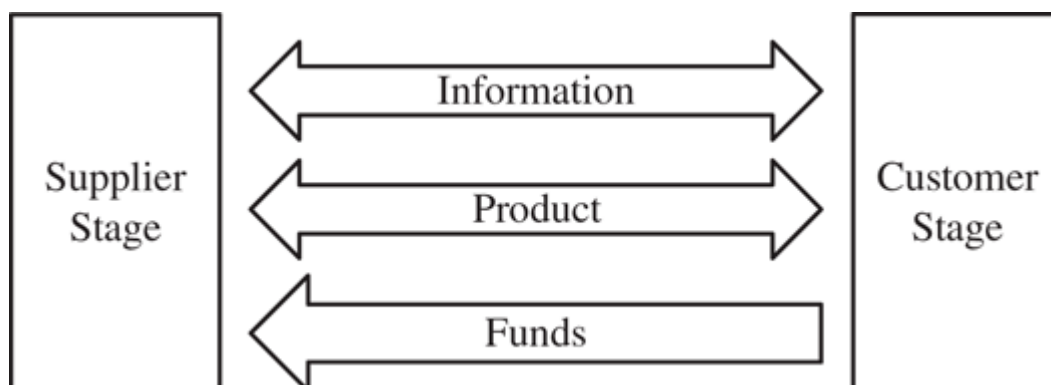 Supplier
Stage
Information
Product
Funds
Customer
Stage